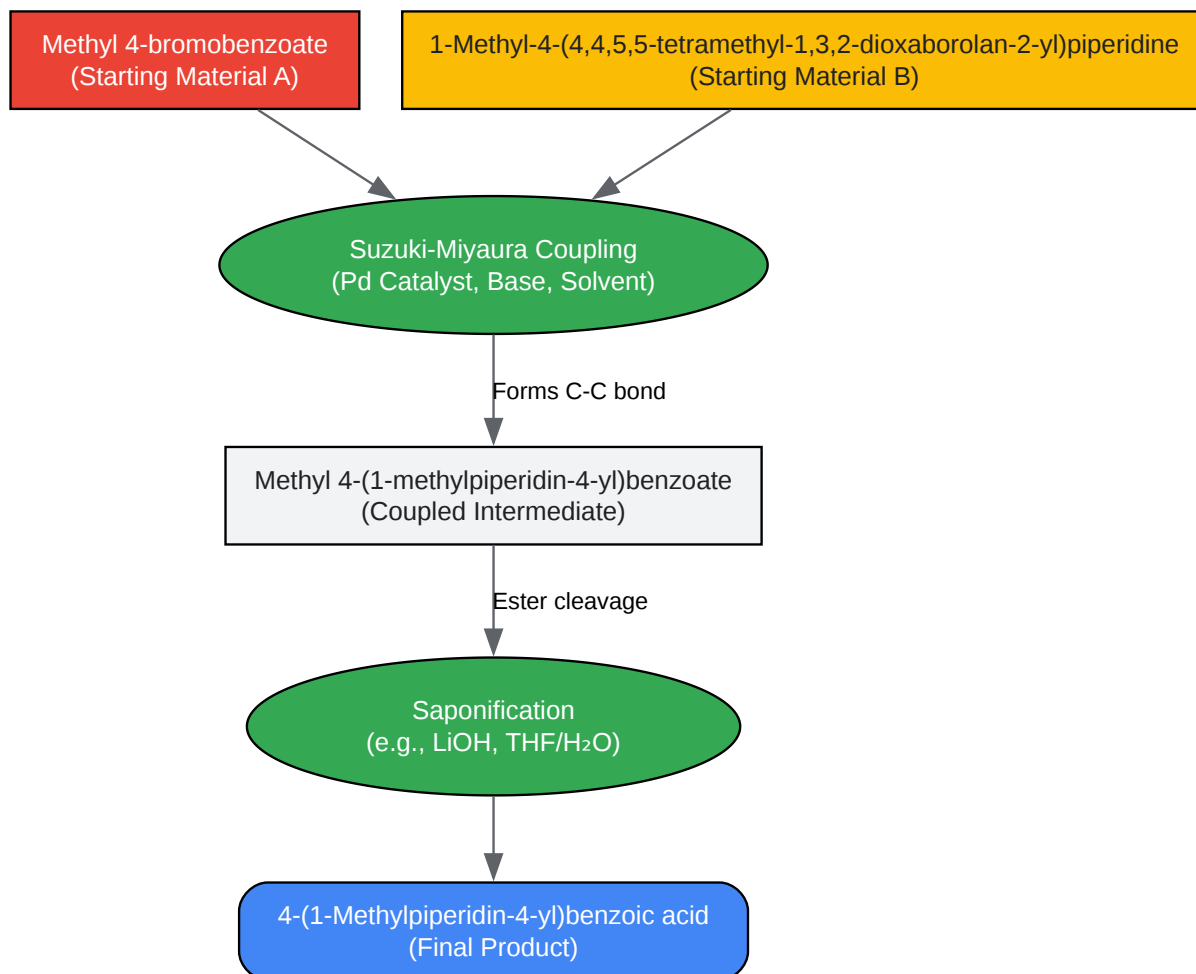 Methyl 4-bromobenzoate
(Starting Material A)
1-Methyl-4-(4,4,5,5-tetramethyl-1,3,2-dioxaborolan-2-yl)piperidine
(Starting Material B)
Suzuki-Miyaura Coupling
(Pd Catalyst, Base, Solvent)
Forms C-C bond
Methyl 4-(1-methylpiperidin-4-yl)benzoate
(Coupled Intermediate)
Ester cleavage
Saponification
(e.g., LiOH, THF/H₂O)
4-(1-Methylpiperidin-4-yl)benzoic acid
(Final Product)